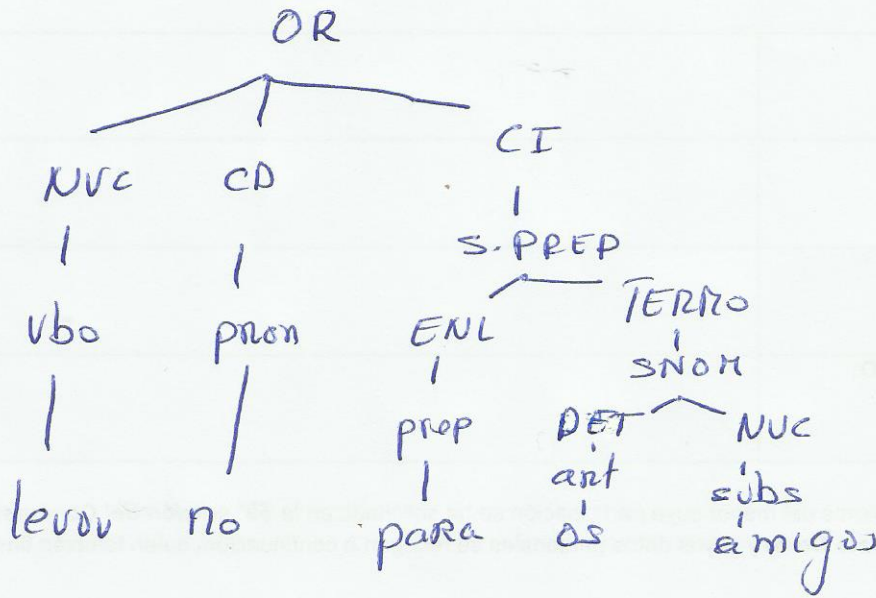 OR
NUC CD CI
S. PREP
vbo pron ENL TERMO
SNOM
prep DET NUC
art subs
levou no para os amigos